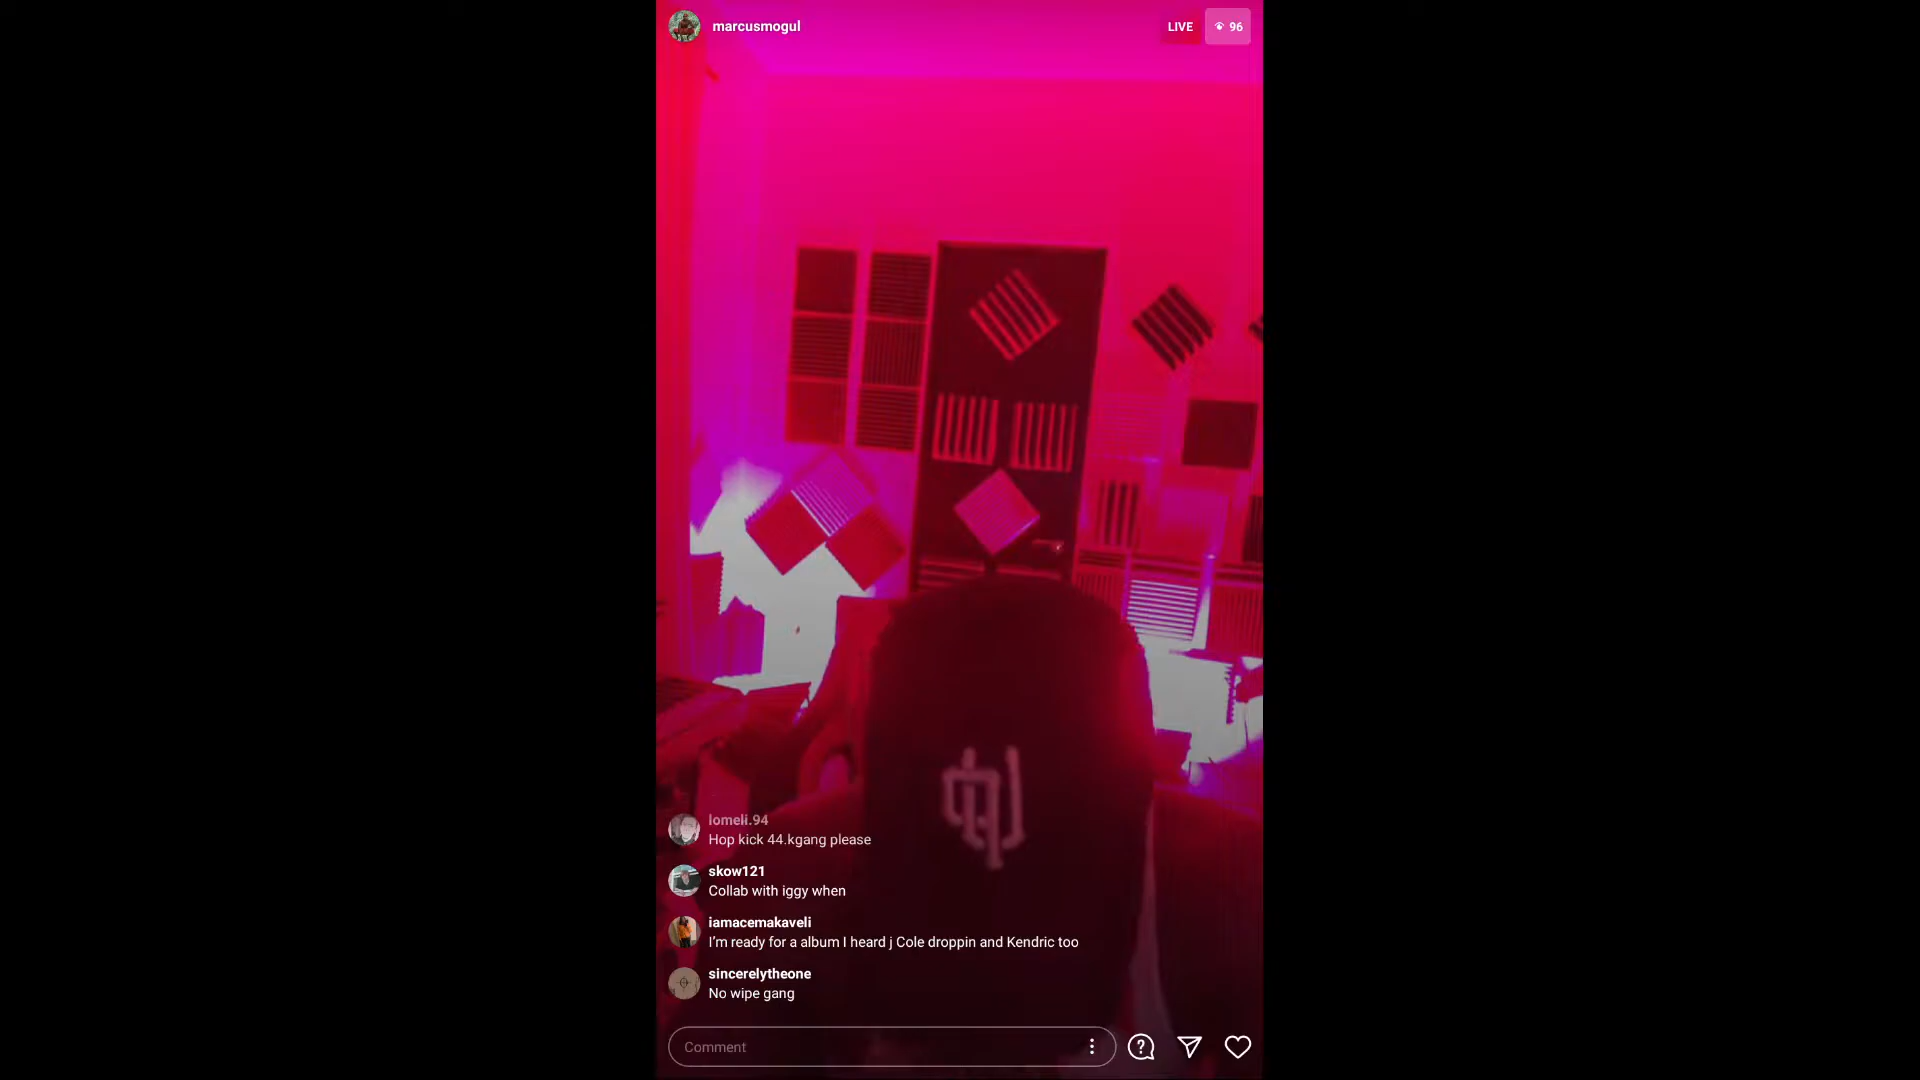 marcusmogul
LIVE
96
lomeli.94
Hop kick 44.kgang please
skow121
Collab with iggy when
iamacemakaveli
I'm ready for a album I heard j Cole droppin and Kendric too
sincerelytheone
No wipe gang
Comment